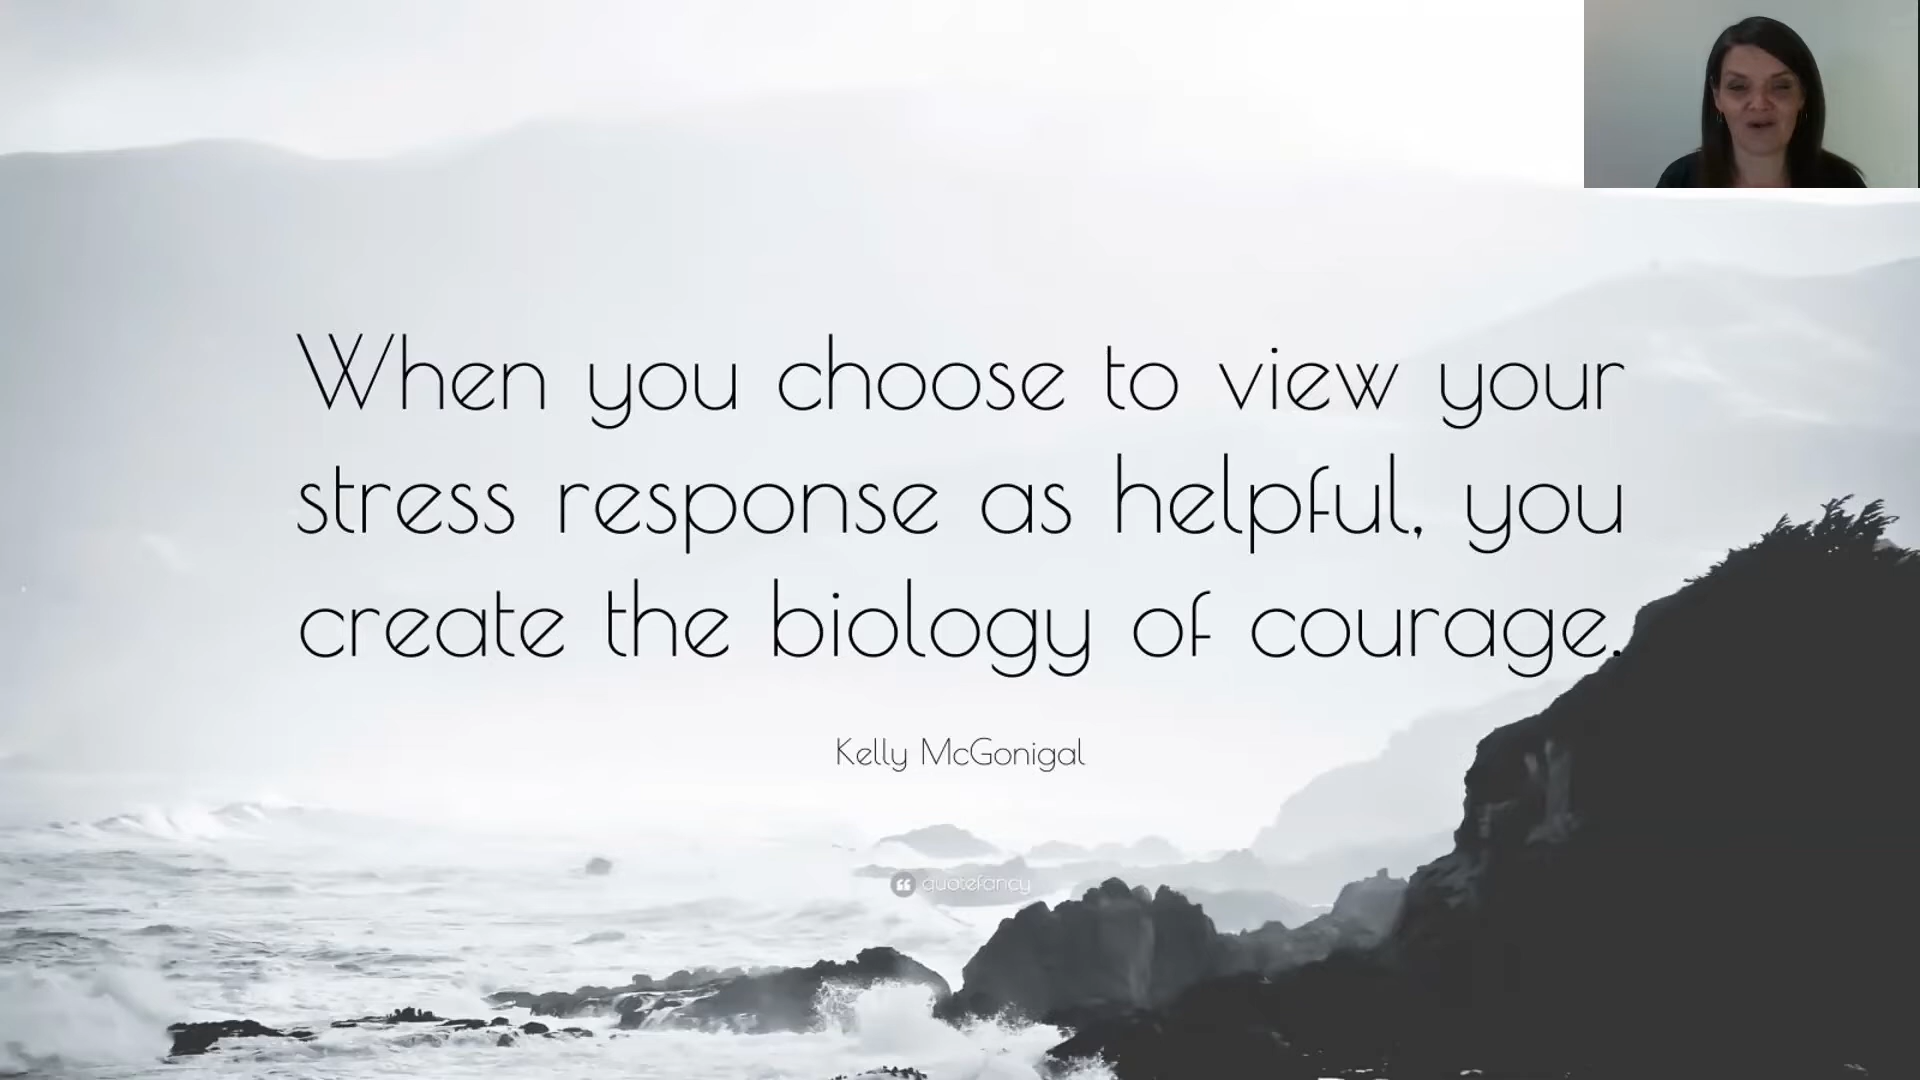 When you choose to view your
stress response as helpful, you
create the biology of courage.
Kelly McGonigal
quotefancy